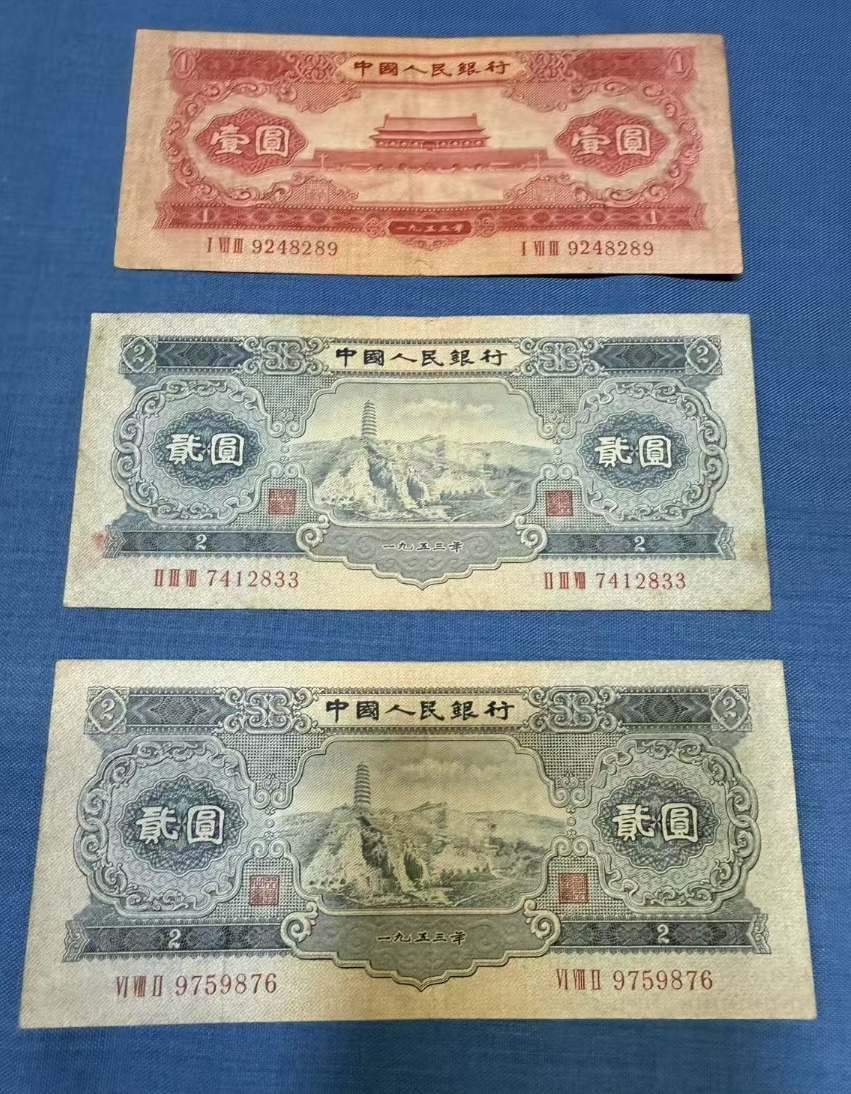 1 中國人民銀行 1
壹圓 壹圓
1 一九五三年 1
I VII III 9248289 I VII III 9248289
2 中國人民銀行 2
貳圓 貳圓
2 一九五三年 2
II III VIII 7412833 II III VIII 7412833
2 中國人民銀行 2
貳圓 貳圓
2 一九五三年 2
VI VIII II 9759876 VI VIII II 9759876